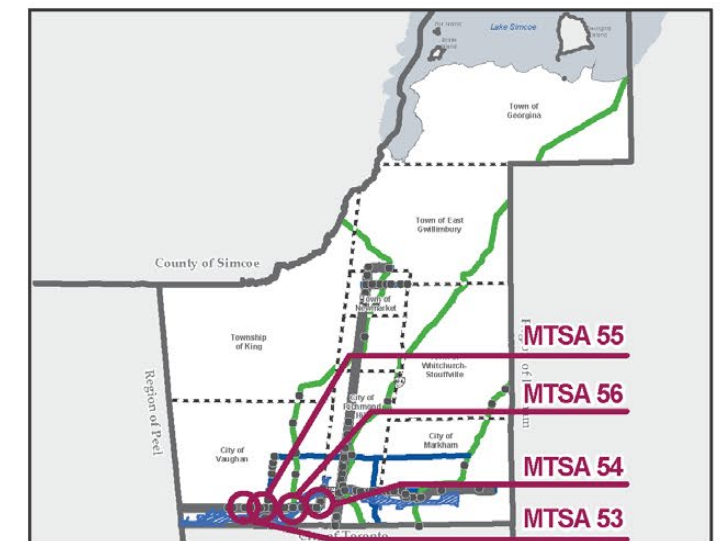 Lake Simcoe
Town of
Georgina
Town of East
Gwillimbury
County of Simcoe
Town of
Newmarket
Township
of King
MTSA 55
Whitchurch-
Stouffville
MTSA 56
Region of Peel
City of
Richmond
City of
Vaughan
City of
Markham
MTSA 54
MTSA 53
City of Toronto